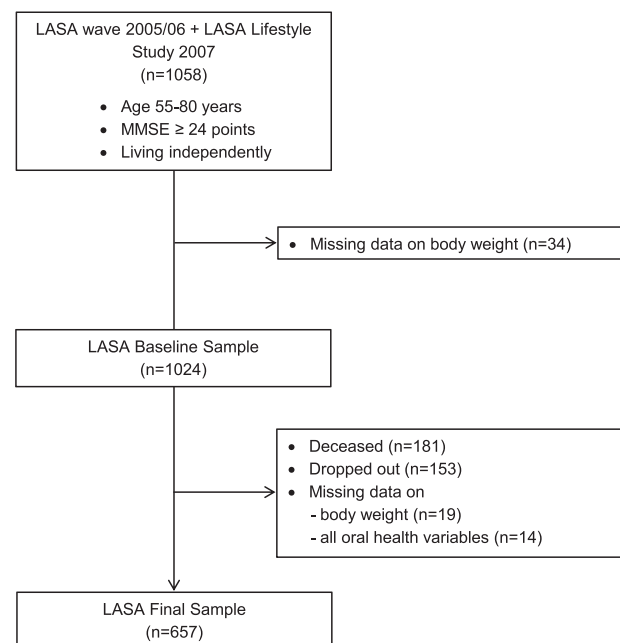 LASA wave 2005/06 + LASA Lifestyle
Study 2007
(n=1058)
• Age 55-80 years
• MMSE ≥ 24 points
• Living independently
• Missing data on body weight (n=34)
LASA Baseline Sample
(n=1024)
• Deceased (n=181)
• Dropped out (n=153)
• Missing data on
- body weight (n=19)
- all oral health variables (n=14)
LASA Final Sample
(n=657)